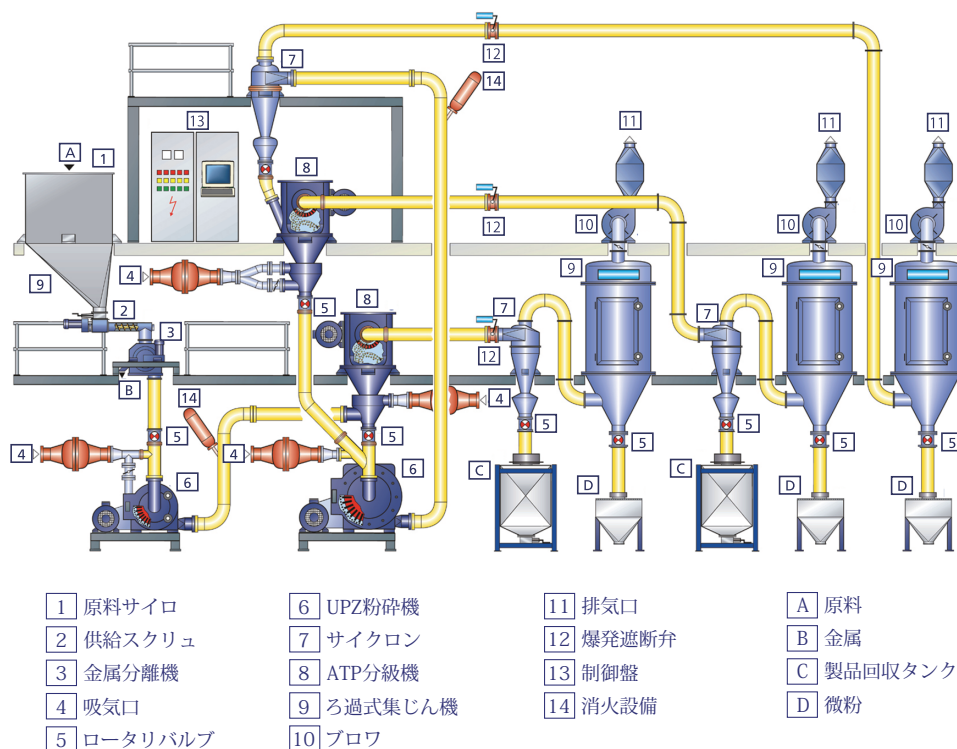 12
7
14
13
11
11
11
A
1
8
10
10
10
12
9
9
9
4
9
8
5
7
7
2
3
12
B
14
4
5
5
5
5
5
5
5
4
4
6
C
C
6
D
D
D
1 原料サイロ
2 供給スクリュ
3 金属分離機
4 吸気口
5 ロータリバルブ
6 UPZ粉砕機
7 サイクロン
8 ATP分級機
9 ろ過式集じん機
10 ブロワ
11 排気口
12 爆発遮断弁
13 制御盤
14 消火設備
A 原料
B 金属
C 製品回収タンク
D 微粉